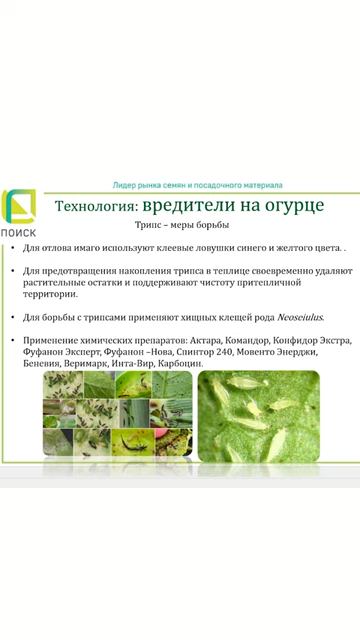 Лидер рынка семян и посадочного материала
ПОИСК
Технология: вредители на огурце
Трипс – меры борьбы
• Для отлова имаго используют клеевые ловушки синего и желтого цвета. .
• Для предотвращения накопления трипса в теплице своевременно удаляют
растительные остатки и поддерживают чистоту притепличной
территории.
• Для борьбы с трипсами применяют хищных клещей рода Neoseiulus.
• Применение химических препаратов: Актара, Командор, Конфидор Экстра,
Фуфанон Эксперт, Фуфанон –Нова, Спинтор 240, Мовенто Энерджи,
Беневия, Веримарк, Инта-Вир, Карбоцин.